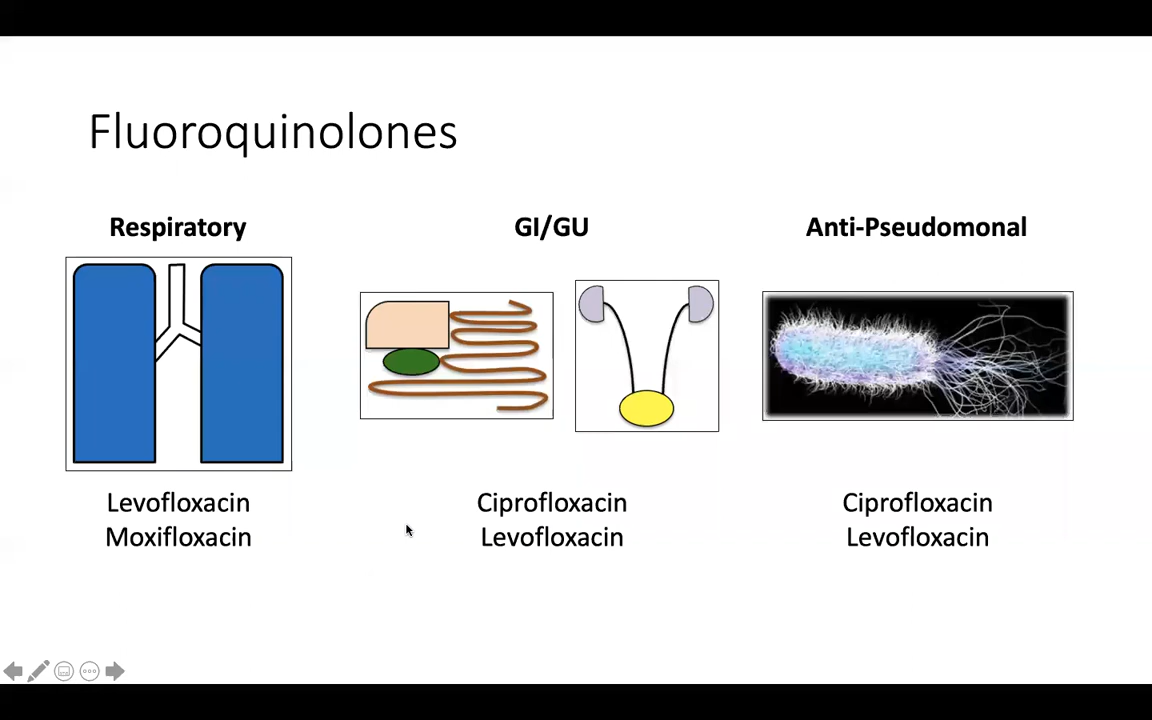 Fluoroquinolones
Respiratory
Levofloxacin
Moxifloxacin
GI/GU
Ciprofloxacin
Levofloxacin
Anti-Pseudomonal
Ciprofloxacin
Levofloxacin